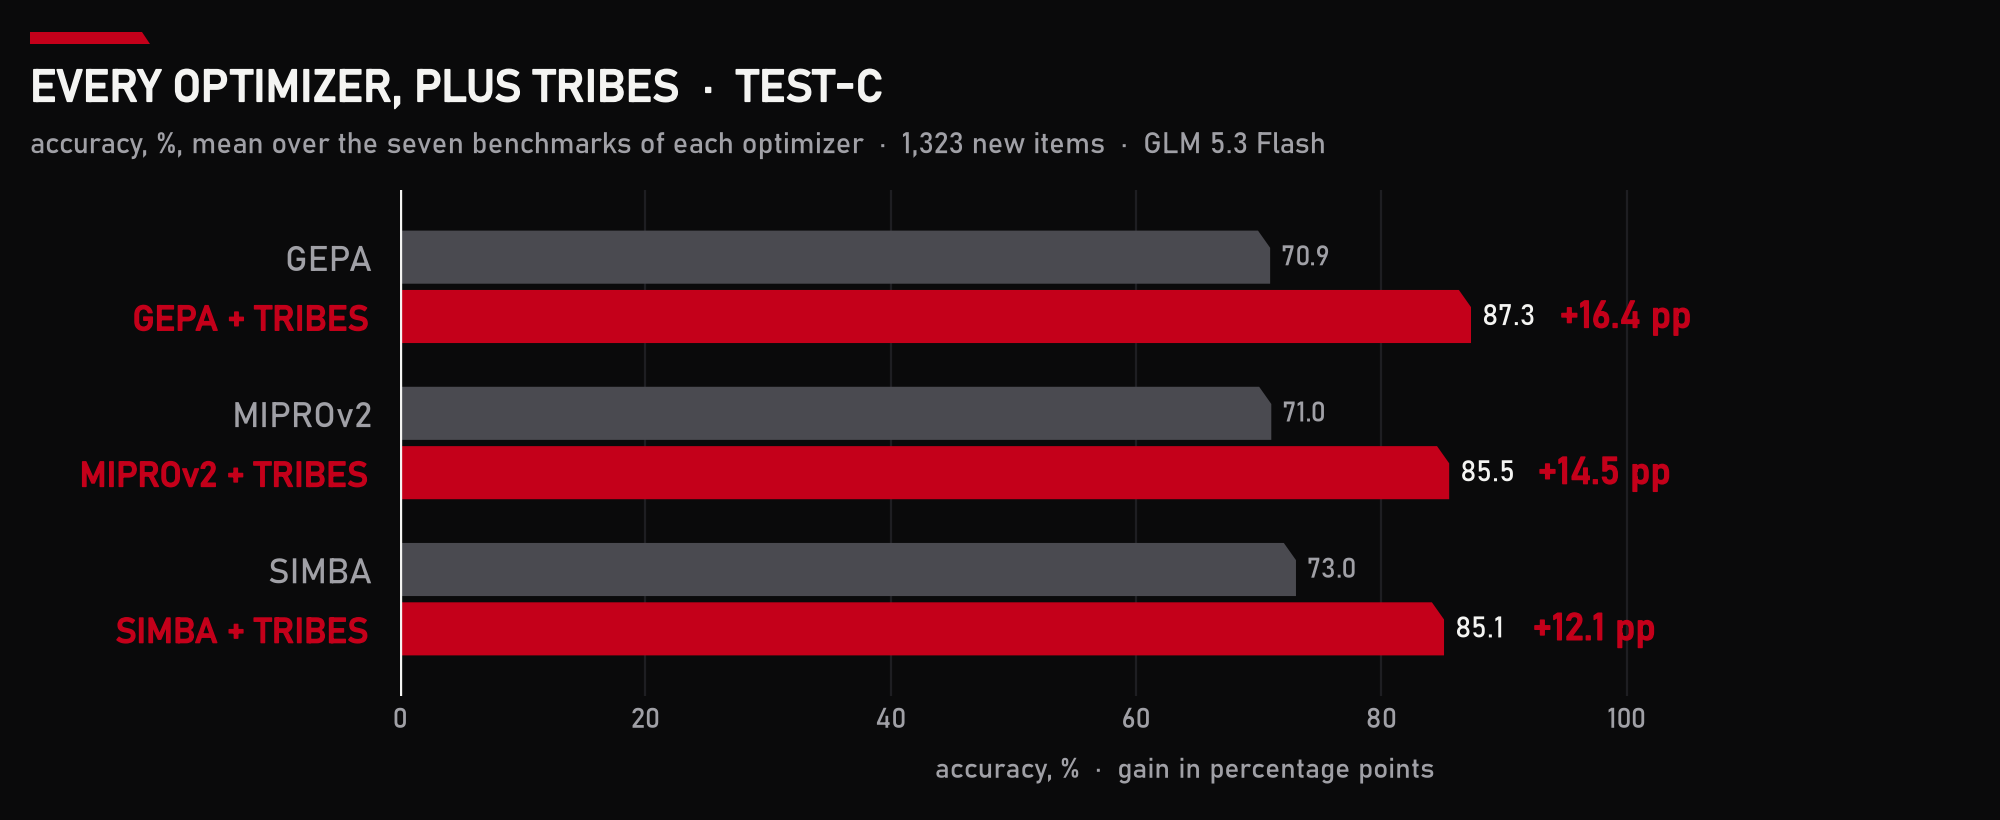 EVERY OPTIMIZER, PLUS TRIBES · TEST-C
accuracy, %, mean over the seven benchmarks of each optimizer · 1,323 new items · GLM 5.3 Flash
GEPA 70.9
GEPA + TRIBES 87.3 +16.4 pp
MIPROv2 71.0
MIPROv2 + TRIBES 85.5 +14.5 pp
SIMBA 73.0
SIMBA + TRIBES 85.1 +12.1 pp
0 20 40 60 80 100
accuracy, % · gain in percentage points